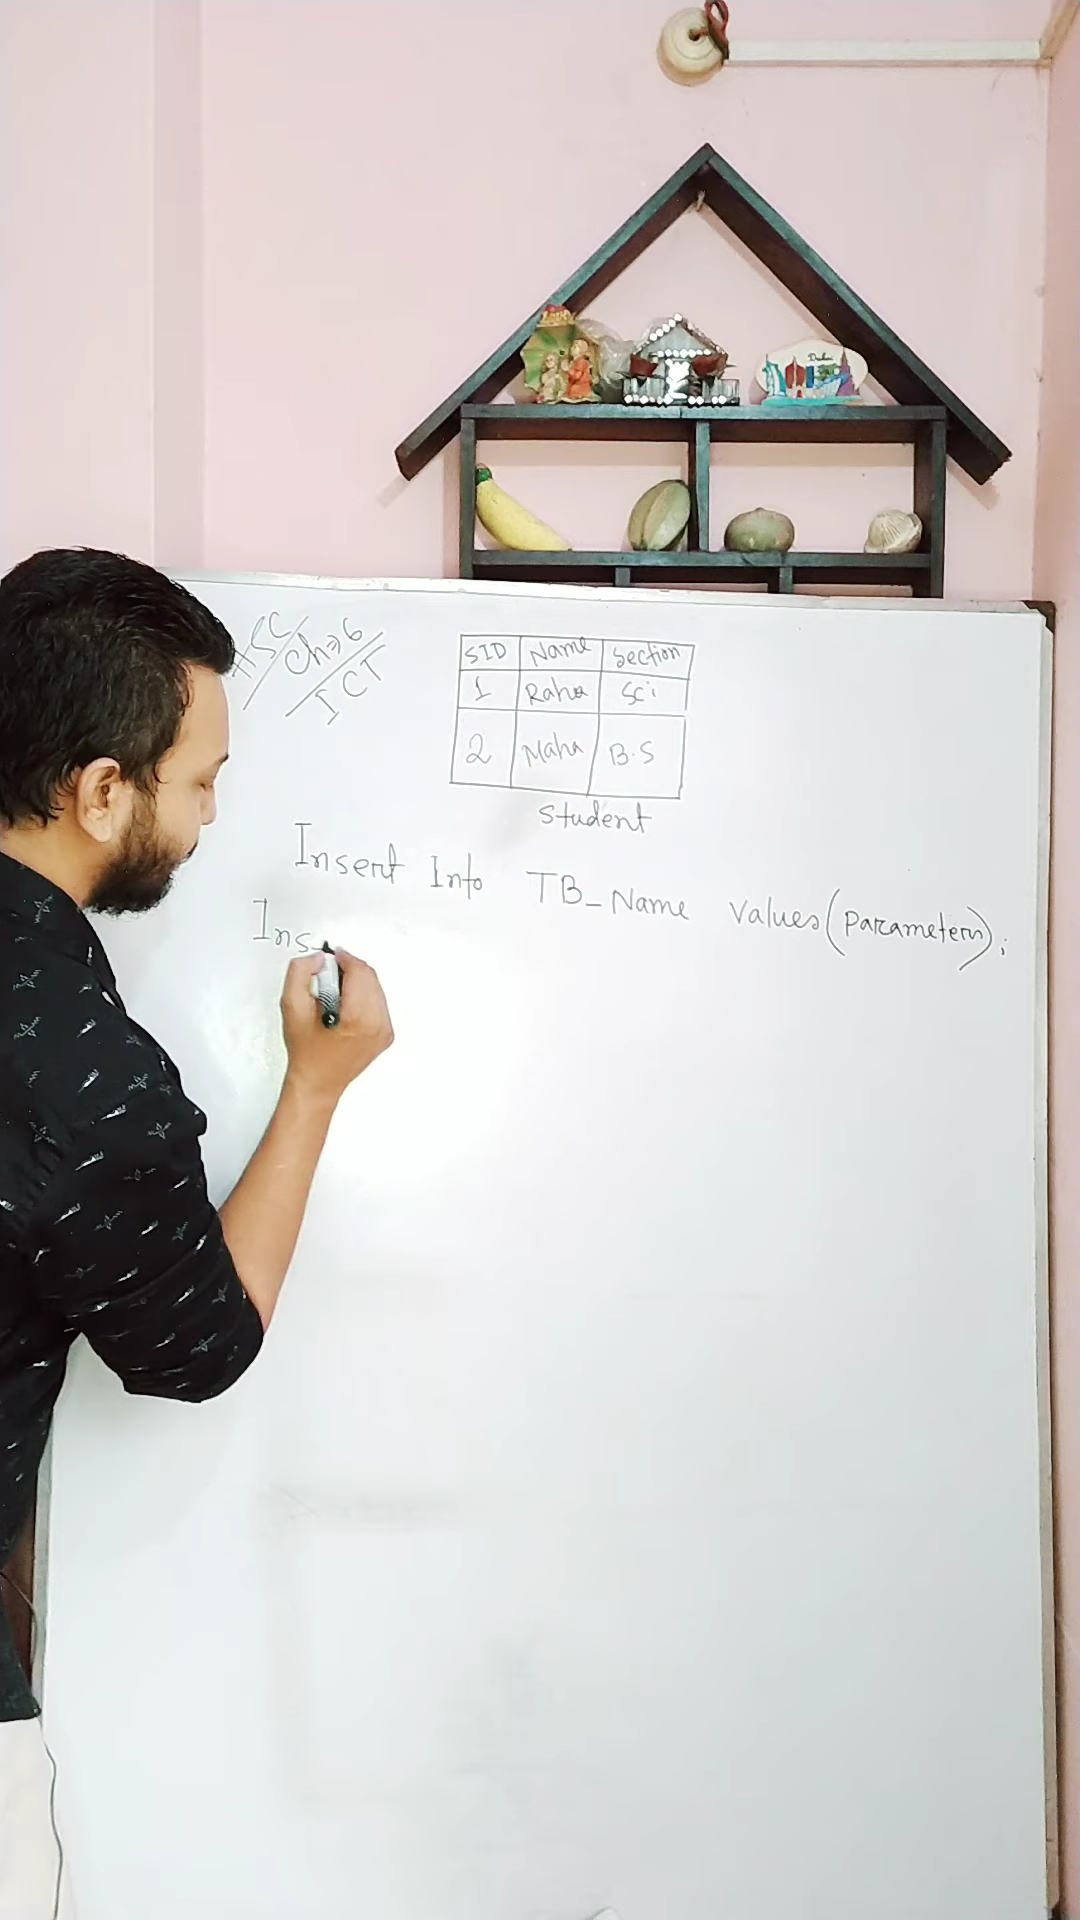 HSC
Ch⇒6
ICT
SID Name Section
1 Raha Sci
2 Maha B.S
Student
Insert Into TB_Name values(Parameters);
Ins
Dubai